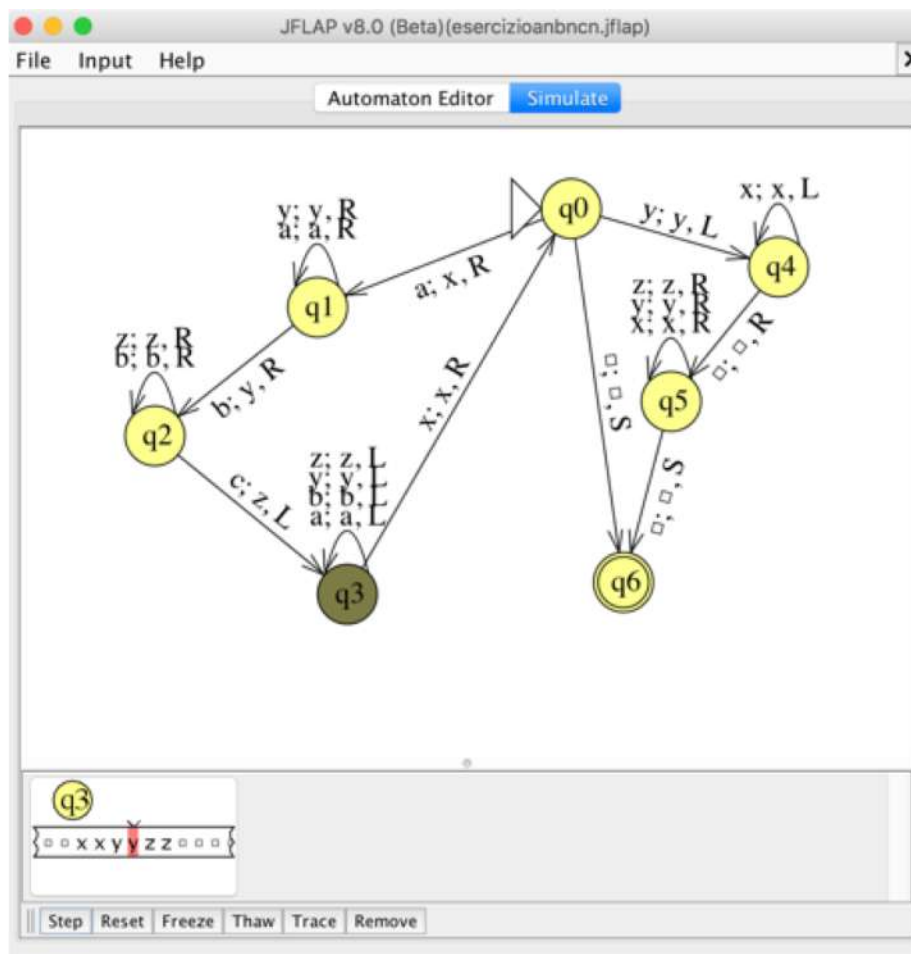 JFLAP v8.0 (Beta)(esercizioanbncn.jflap)
File Input Help
Automaton Editor Simulate
q0
y; y, R
a; a, R
q1
a; x, R
y; y, L
x; x, L
q4
z; z, R
b; b, R
q2
b; y, R
x; x, R
□; □, S
z; z, R
y; y, R
x; x, R
q5
□; □, R
c; z, L
z; z, L
y; y, L
b; b, L
a; a, L
q3
□; □, S
q6
q3
□ □ x x y y z z □ □ □
Step Reset Freeze Thaw Trace Remove